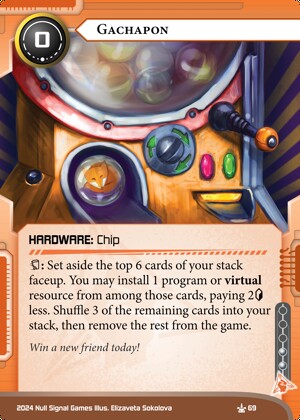 0
GACHAPON
HARDWARE: Chip
: Set aside the top 6 cards of your stack
faceup. You may install 1 program or virtual
resource from among those cards, paying 2
less. Shuffle 3 of the remaining cards into your
stack, then remove the rest from the game.
Win a new friend today!
2024 Null Signal Games Illus. Elizaveta Sokolova
69